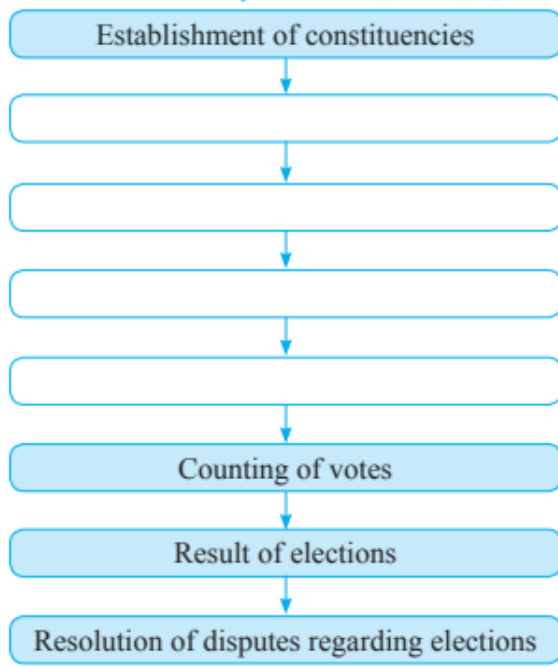 Establishment of constituencies
Counting of votes
Result of elections
Resolution of disputes regarding elections